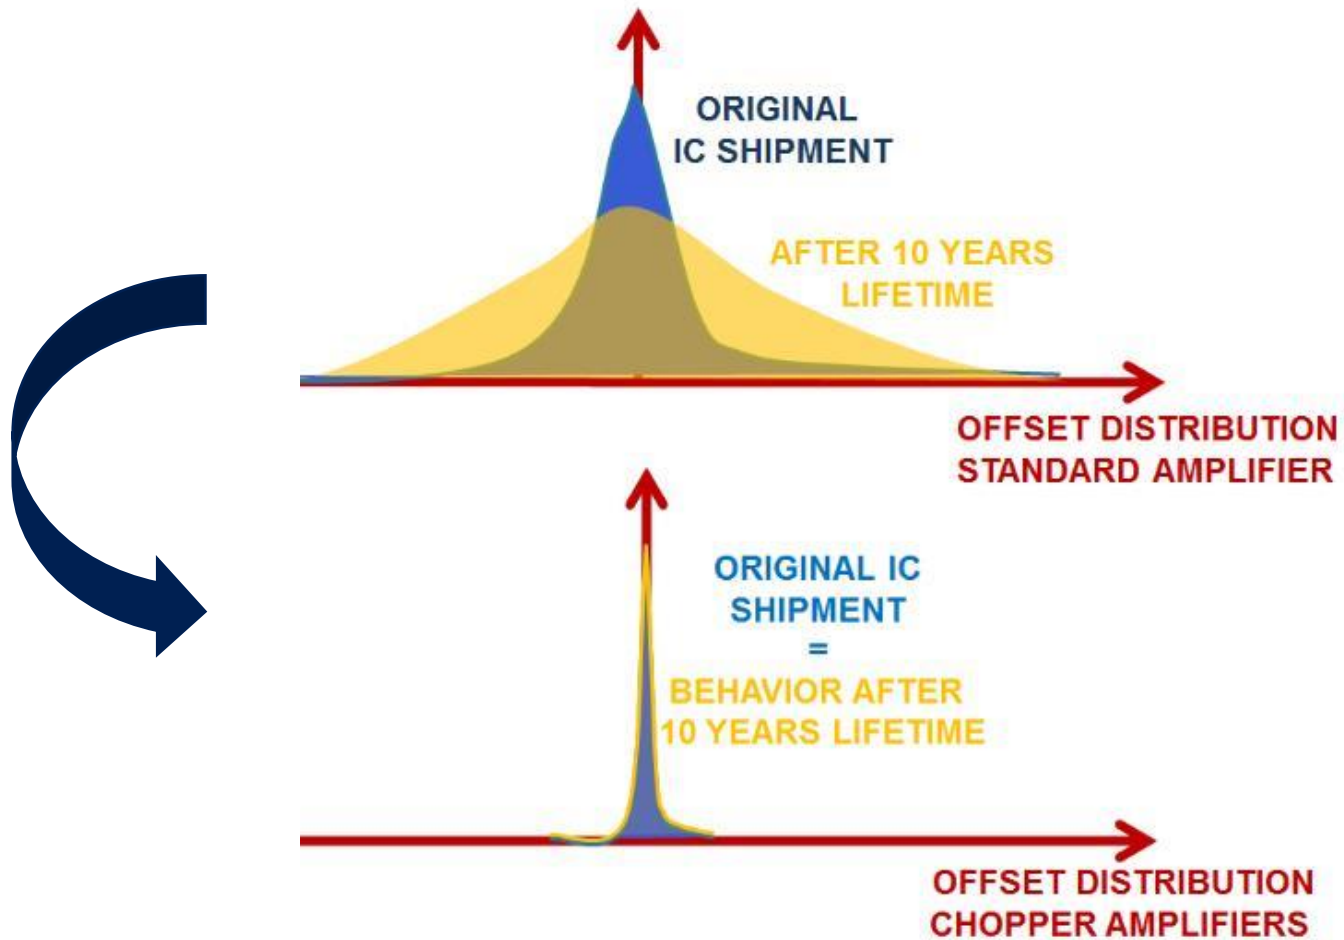 ORIGINAL
IC SHIPMENT
AFTER 10 YEARS
LIFETIME
OFFSET DISTRIBUTION
STANDARD AMPLIFIER
ORIGINAL IC
SHIPMENT
=
BEHAVIOR AFTER
10 YEARS LIFETIME
OFFSET DISTRIBUTION
CHOPPER AMPLIFIERS